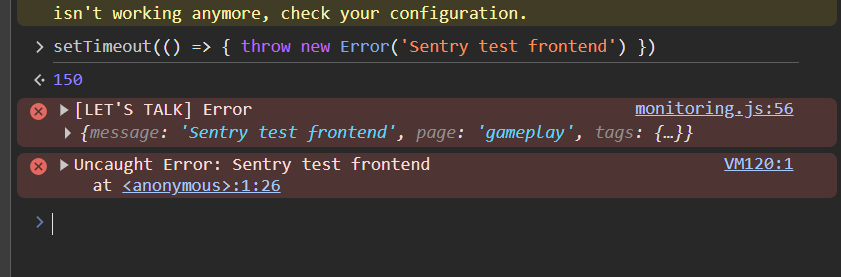 isn't working anymore, check your configuration.
> setTimeout(() => { throw new Error('Sentry test frontend') })
150
[LET'S TALK] Error monitoring.js:56
{message: 'Sentry test frontend', page: 'gameplay', tags: {…}}
Uncaught Error: Sentry test frontend VM120:1
at <anonymous>:1:26
>